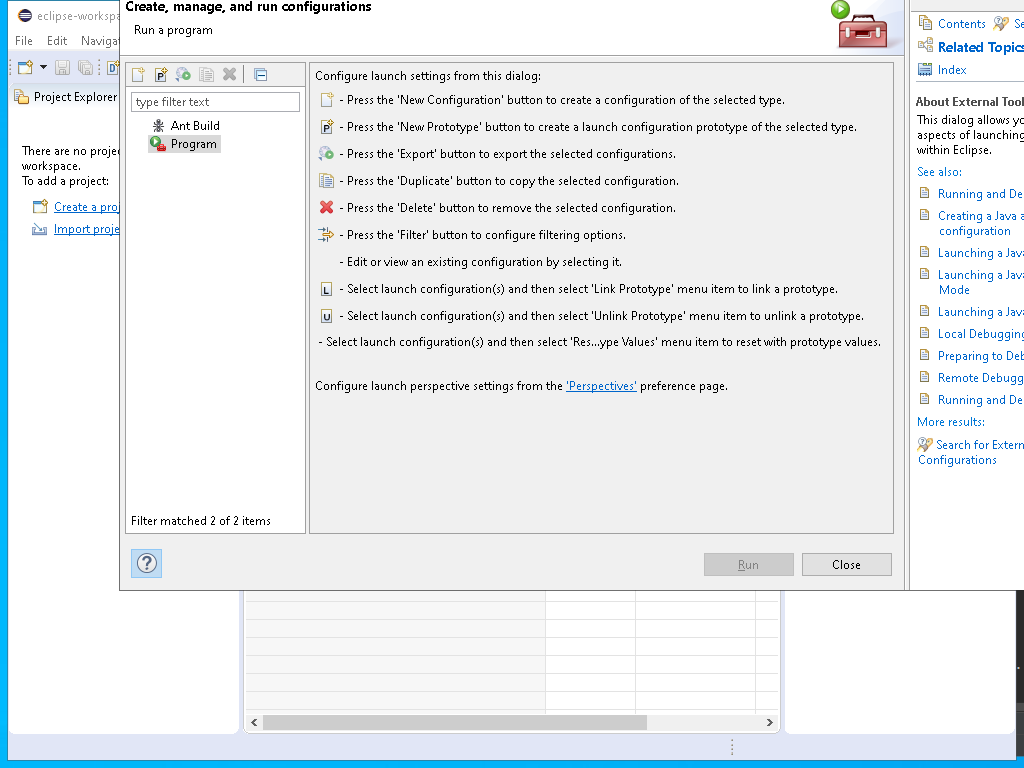 eclipse-workspa
File Edit Navigat
Project Explorer
There are no proje
workspace.
To add a project:
Create a proj
Import proje
Create, manage, and run configurations
Run a program
type filter text
Ant Build
Program
Filter matched 2 of 2 items
Configure launch settings from this dialog:
- Press the 'New Configuration' button to create a configuration of the selected type.
- Press the 'New Prototype' button to create a launch configuration prototype of the selected type.
- Press the 'Export' button to export the selected configurations.
- Press the 'Duplicate' button to copy the selected configuration.
- Press the 'Delete' button to remove the selected configuration.
- Press the 'Filter' button to configure filtering options.
- Edit or view an existing configuration by selecting it.
L - Select launch configuration(s) and then select 'Link Prototype' menu item to link a prototype.
U - Select launch configuration(s) and then select 'Unlink Prototype' menu item to unlink a prototype.
- Select launch configuration(s) and then select 'Res...ype Values' menu item to reset with prototype values.
Configure launch perspective settings from the 'Perspectives' preference page.
Run
Close
Contents Se
Related Topics
Index
About External Tool
This dialog allows yo
aspects of launching
within Eclipse.
See also:
Running and De
Creating a Java a
configuration
Launching a Java
Launching a Java
Mode
Launching a Java
Local Debugging
Preparing to Deb
Remote Debugg
Running and De
More results:
Search for Extern
Configurations